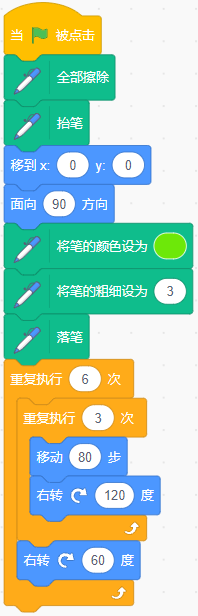 当 被点击
全部擦除
抬笔
移到 x: 0 y: 0
面向 90 方向
将笔的颜色设为
将笔的粗细设为 3
落笔
重复执行 6 次
重复执行 3 次
移动 80 步
右转 120 度
右转 60 度